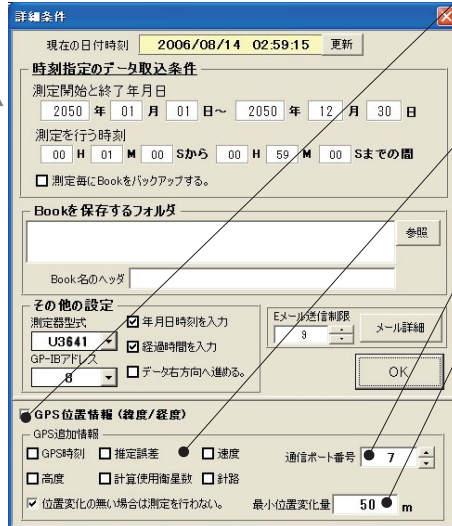 詳細条件
現在の日付時刻 2006/08/14 02:59:15 更新
時刻指定のデータ取込条件
測定開始と終了年月日
2050 年 01 月 01 日～ 2050 年 12 月 30 日
測定を行う時刻
00 H 01 M 00 Sから 00 H 59 M 00 Sまでの間
測定毎にBookをバックアップする。
Bookを保存するフォルダ
参照
Book名のヘッダ
その他の設定
測定器型式
U3641
GP-IBアドレス
8
年月日時刻を入力
経過時間を入力
データ右方向へ進める。
Eメール送信制限
9
メール詳細
OK
GPS位置情報 (緯度/経度)
GPS追加情報
GPS時刻 推定誤差 速度
高度 計算使用衛星数 針路
通信ポート番号 7
位置変化の無い場合は測定を行わない。 最小位置変化量 50 m